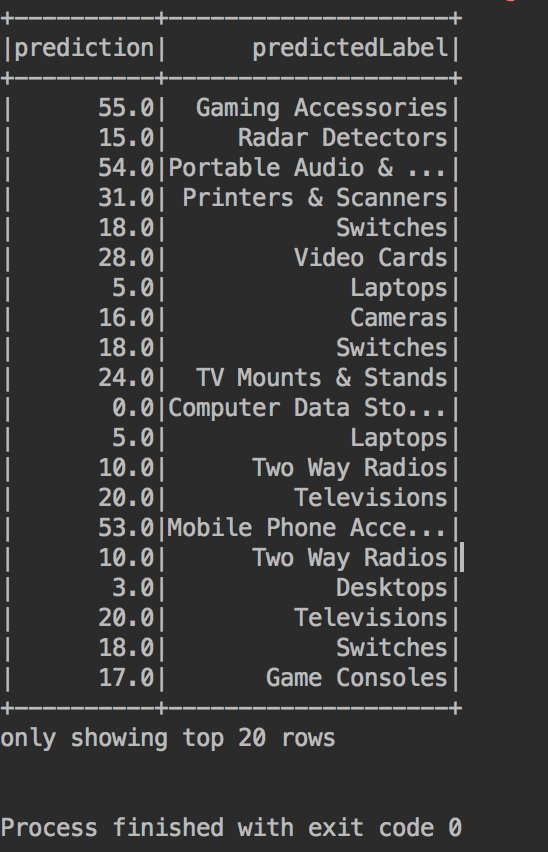 +----------+--------------------+
|prediction|      predictedLabel|
+----------+--------------------+
|      55.0|  Gaming Accessories|
|      15.0|     Radar Detectors|
|      54.0|Portable Audio & ...|
|      31.0| Printers & Scanners|
|      18.0|            Switches|
|      28.0|         Video Cards|
|       5.0|             Laptops|
|      16.0|             Cameras|
|      18.0|            Switches|
|      24.0|  TV Mounts & Stands|
|       0.0|Computer Data Sto...|
|       5.0|             Laptops|
|      10.0|      Two Way Radios|
|      20.0|         Televisions|
|      53.0|Mobile Phone Acce...|
|      10.0|      Two Way Radios|
|       3.0|            Desktops|
|      20.0|         Televisions|
|      18.0|            Switches|
|      17.0|       Game Consoles|
+----------+--------------------+
only showing top 20 rows
Process finished with exit code 0